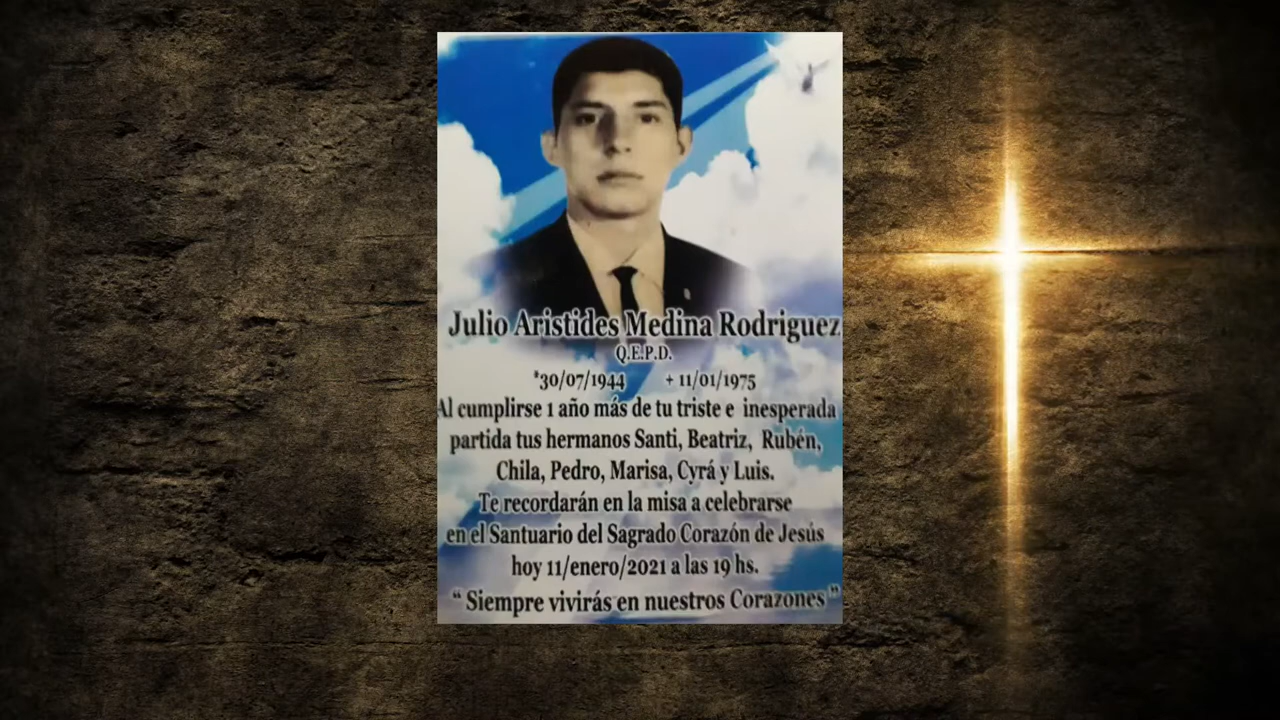 Julio Aristides Medina Rodriguez
Q.E.P.D.
*30/07/1944 + 11/01/1975
Al cumplirse 1 año más de tu triste e inesperada
partida tus hermanos Santi, Beatriz, Rubén,
Chila, Pedro, Marisa, Cyrá y Luis.
Te recordarán en la misa a celebrarse
en el Santuario del Sagrado Corazón de Jesús
hoy 11/enero/2021 a las 19 hs.
“ Siempre vivirás en nuestros Corazones ”